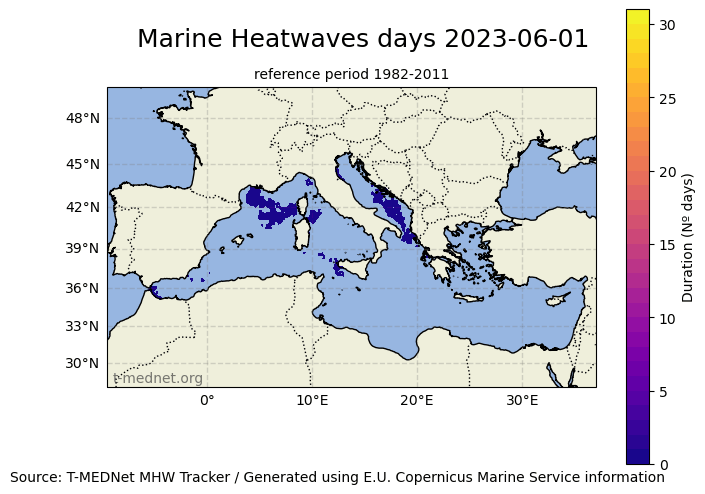 Marine Heatwaves days 2023-06-01
reference period 1982-2011
48°N
45°N
42°N
39°N
36°N
33°N
30°N
t-mednet.org
0°
10°E
20°E
30°E
30
25
20
15
10
5
0
Duration (Nº days)
Source: T-MEDNet MHW Tracker / Generated using E.U. Copernicus Marine Service information